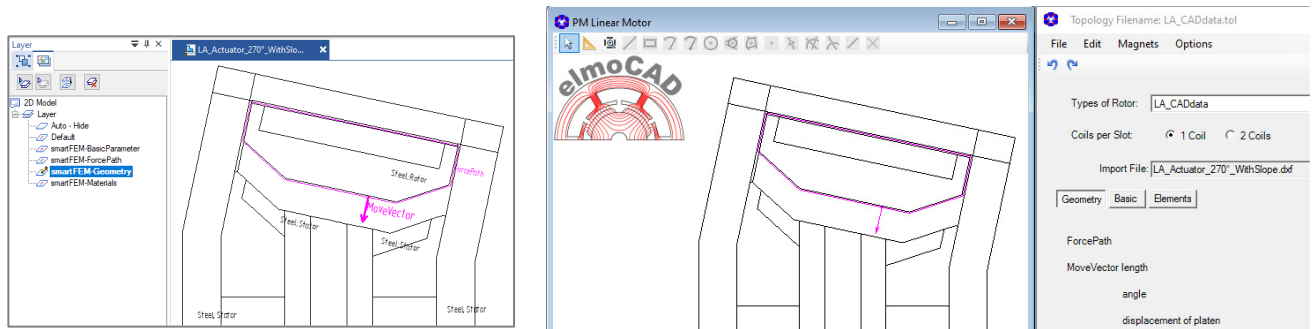 Layer
LA_Actuator_270°_WithSlo...
2D Model
Layer
Auto - Hide
Default
smartFEM-BasicParameter
smartFEM-ForcePath
smartFEM-Geometry
smartFEM-Materials
Steel,Rotor
ForcePath
MoveVector
Steel,Stator
Steel,Stator
Steel,Stator
PM Linear Motor
elmoCAD
Topology Filename: LA_CADdata.tol
File Edit Magnets Options
Types of Rotor: LA_CADdata
Coils per Slot: 1 Coil 2 Coils
Import File: LA_Actuator_270°_WithSlope.dxf
Geometry Basic Elements
ForcePath
MoveVector length
angle
displacement of platen